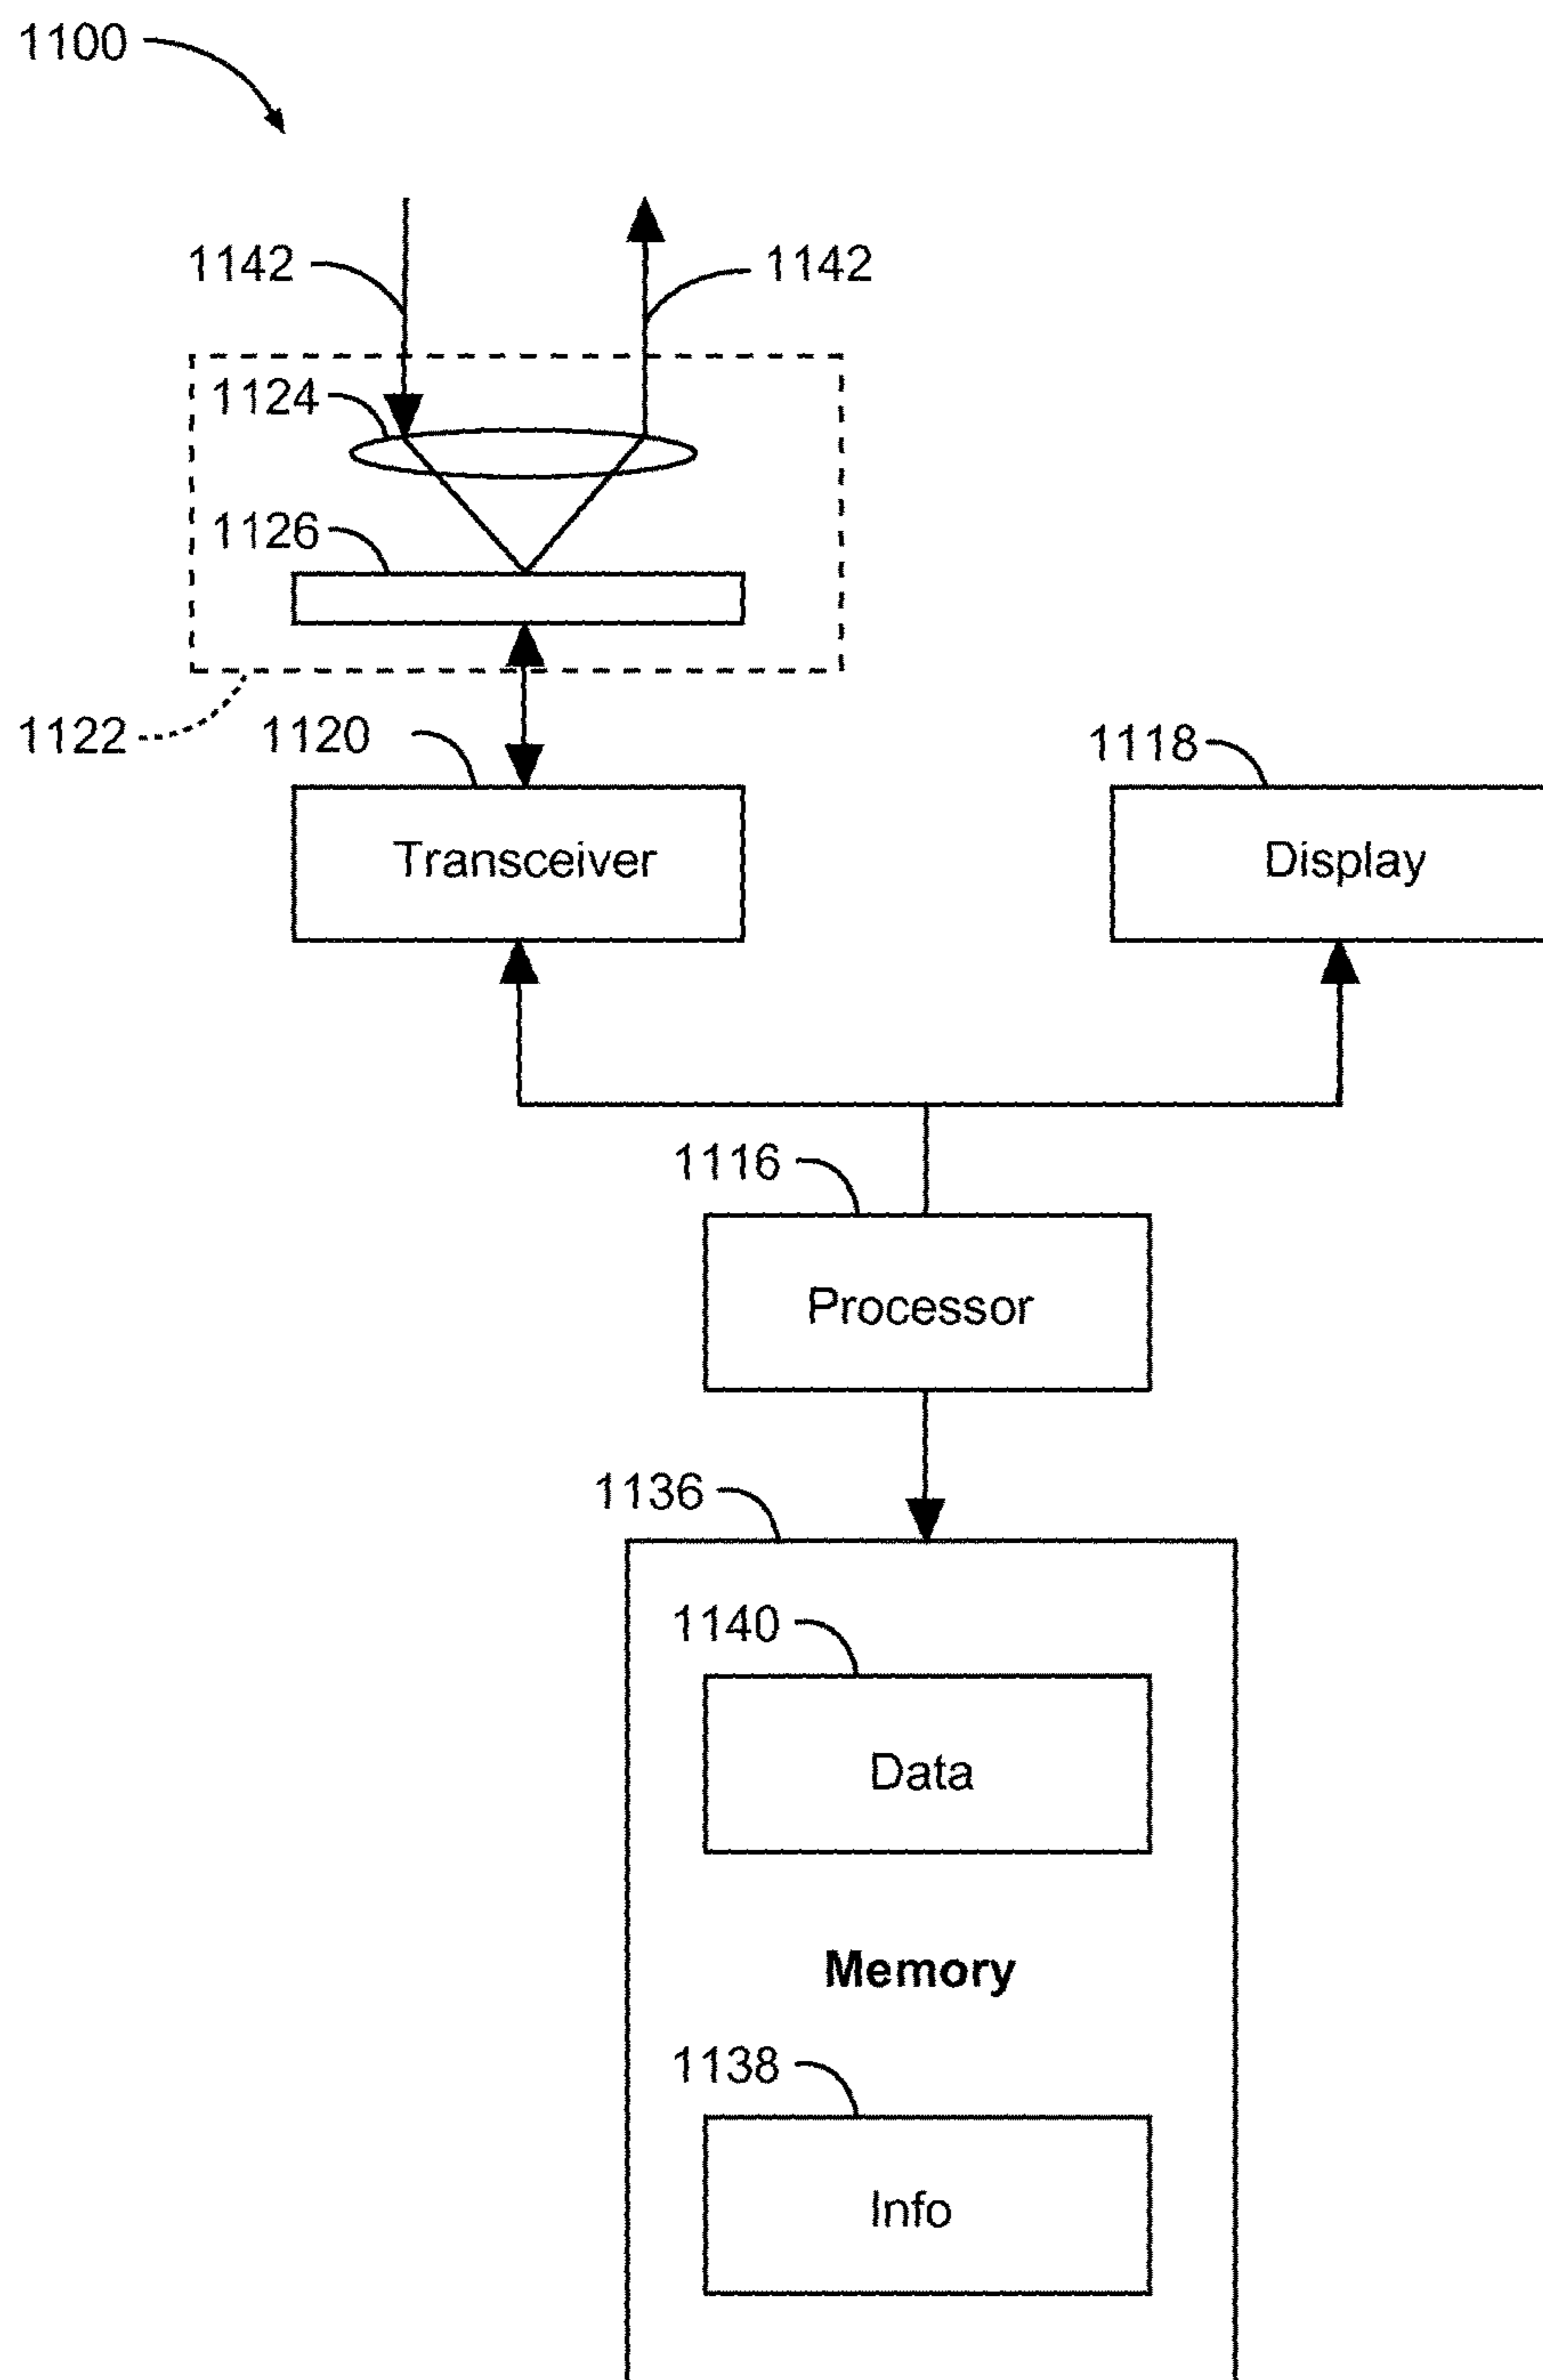 1100
1142
1142
1124
1126
1122
1120
1118
Transceiver
Display
1116
Processor
1136
1140
Data
Memory
1138
Info